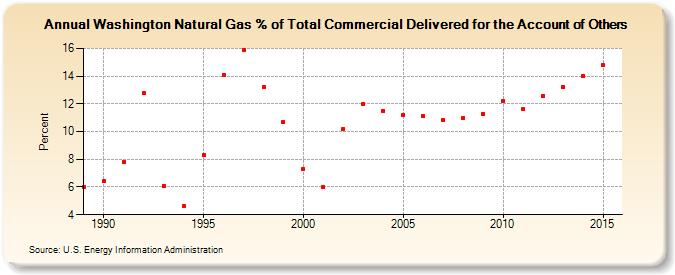 Annual Washington Natural Gas % of Total Commercial Delivered for the Account of Others
Percent
16
14
12
10
8
6
4
1990 1995 2000 2005 2010 2015
Source: U.S. Energy Information Administration